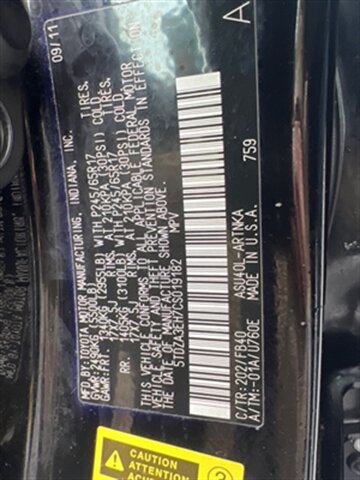 MFD. BY: TOYOTA MOTOR MFG., INDIANA, INC. 09/11
GVWR: 2490KG (5500LB)
GAWR: FRT. 1340KG (2955LB) WITH P245/65R17 TIRES,
17X7.5J RIMS, AT 210KPA (30PSI) COLD
RR. 1405KG (3100LB) WITH P245/65R17 TIRES,
17X7.5J RIMS, AT 210KPA (30PSI) COLD.
THIS VEHICLE CONFORMS TO ALL APPLICABLE FEDERAL MOTOR
VEHICLE SAFETY, BUMPER, AND THEFT PREVENTION STANDARDS
IN EFFECT ON THE DATE OF MANUFACTURE SHOWN ABOVE.
5TDZA3EH7CS019182 MPV A
C/TR: 202/FB40 ASU40L-ARTNKA
A/TM: -01A/U760E MADE IN U.S.A. 759
CAUTION
ATTENTION